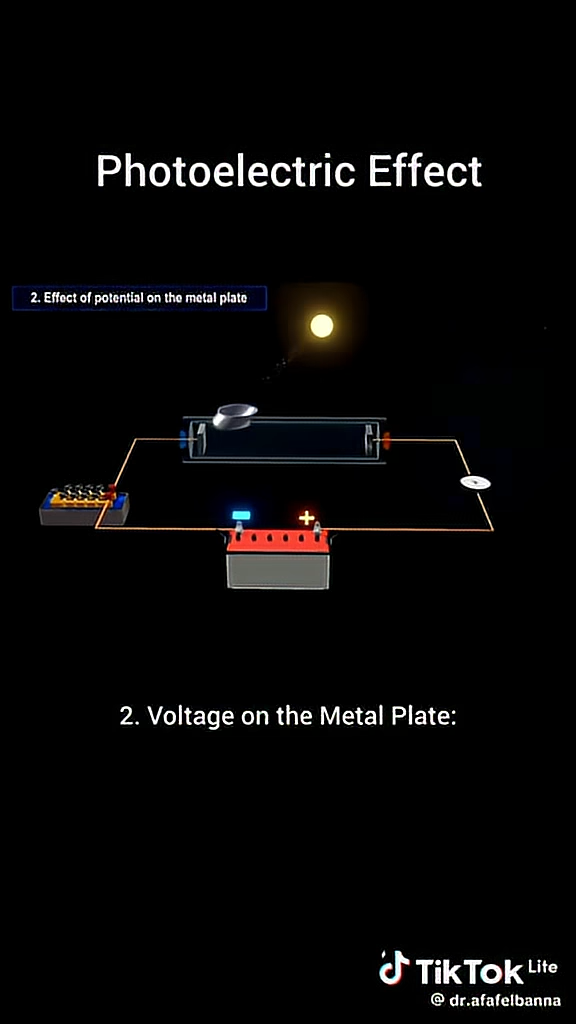 Photoelectric Effect
2. Effect of potential on the metal plate
2. Voltage on the Metal Plate:
TikTok Lite
@ dr.afafelbanna